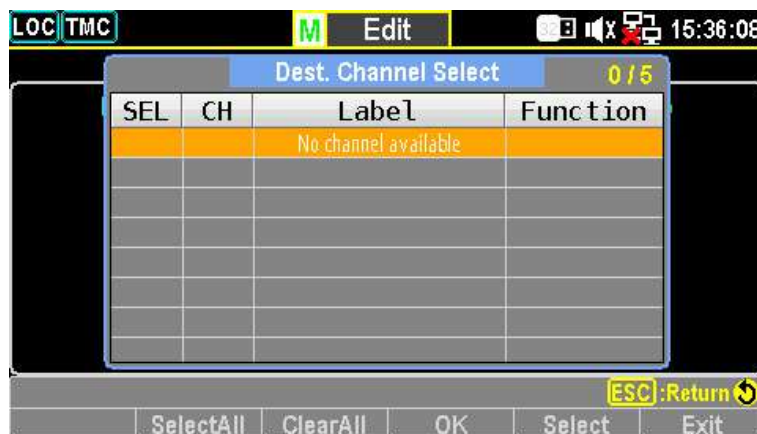 LOC TMC M Edit 32 X 15:36:08
Dest. Channel Select 0/5
SEL CH Label Function
No channel available
ESC:Return
SelectAll ClearAll OK Select Exit